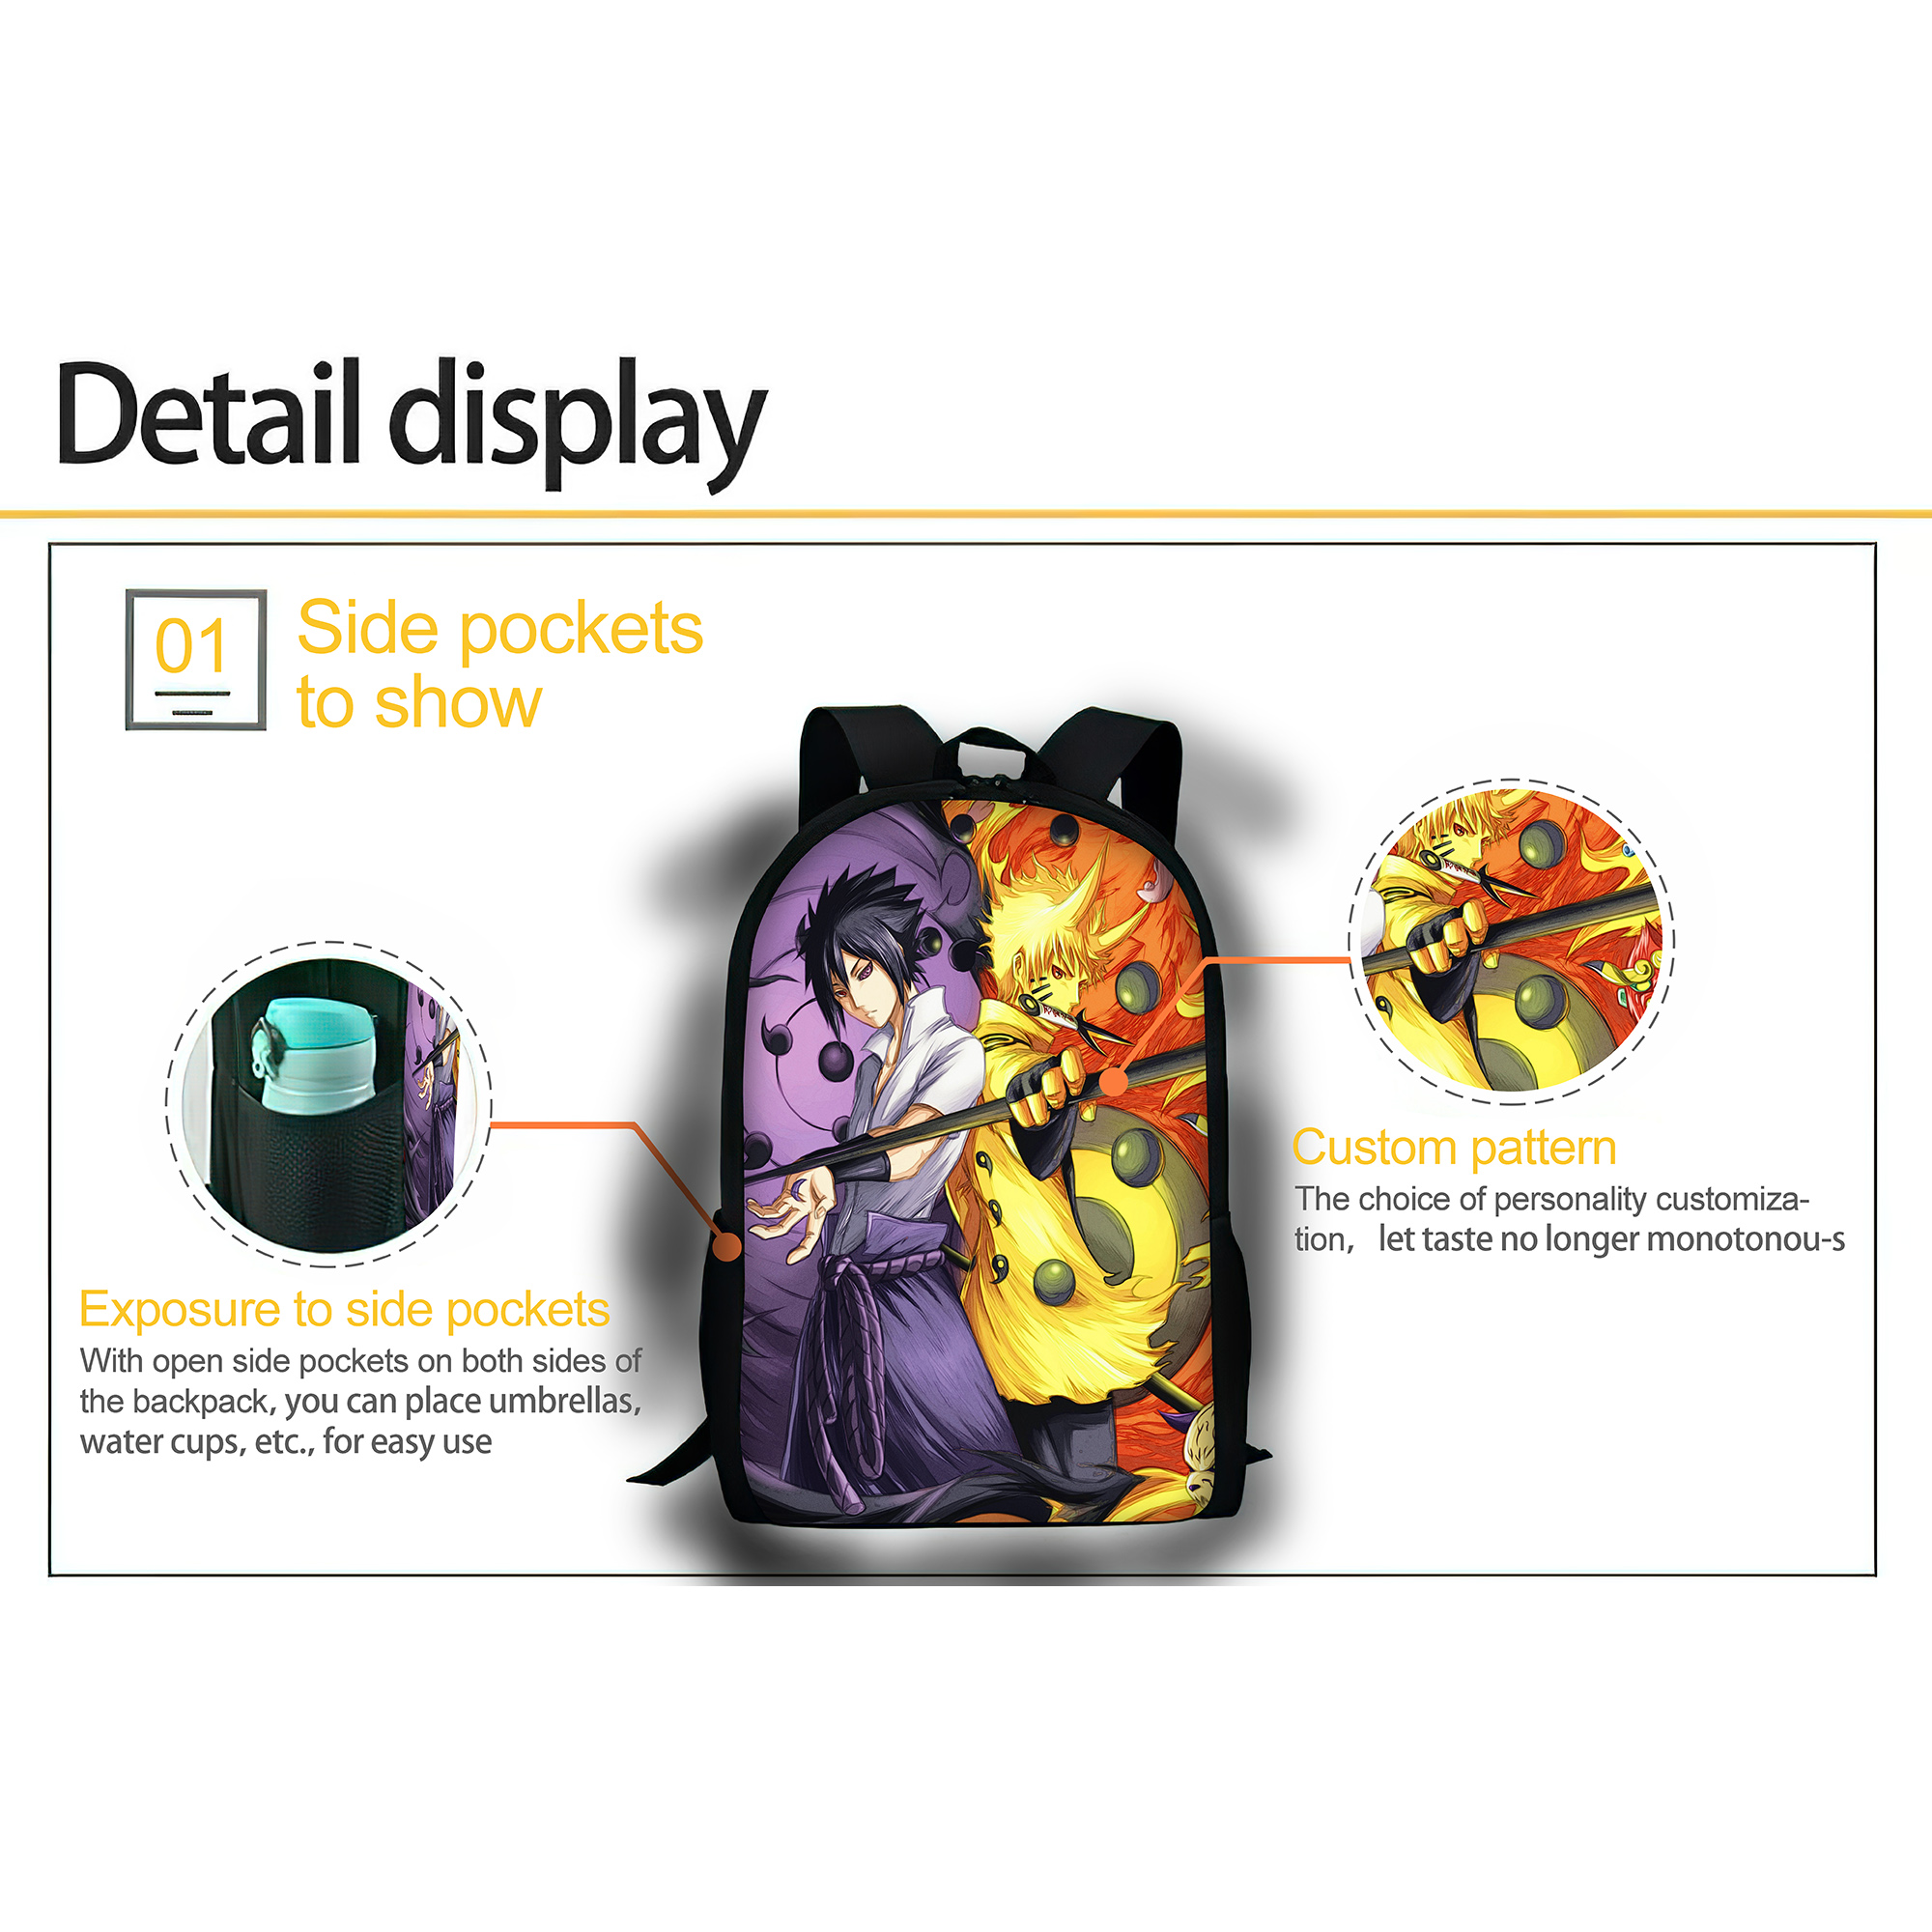 Detail display
01
Side pockets
to show
Custom pattern
The choice of personality customiza-
tion, let taste no longer monotonou-s
Exposure to side pockets
With open side pockets on both sides of
the backpack, you can place umbrellas,
water cups, etc., for easy use